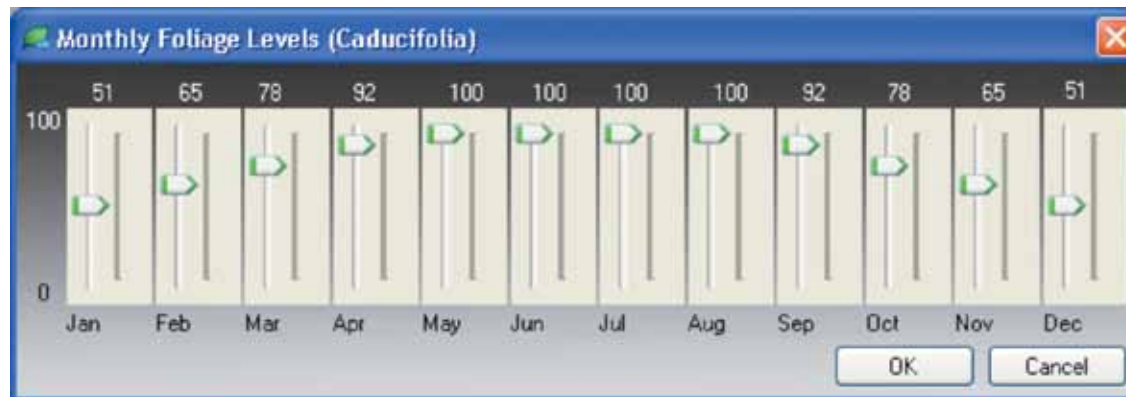 Monthly Foliage Levels (Caducifolia)
51 65 78 92 100 100 100 100 92 78 65 51
100
0
Jan Feb Mar Apr May Jun Jul Aug Sep Oct Nov Dec
OK Cancel